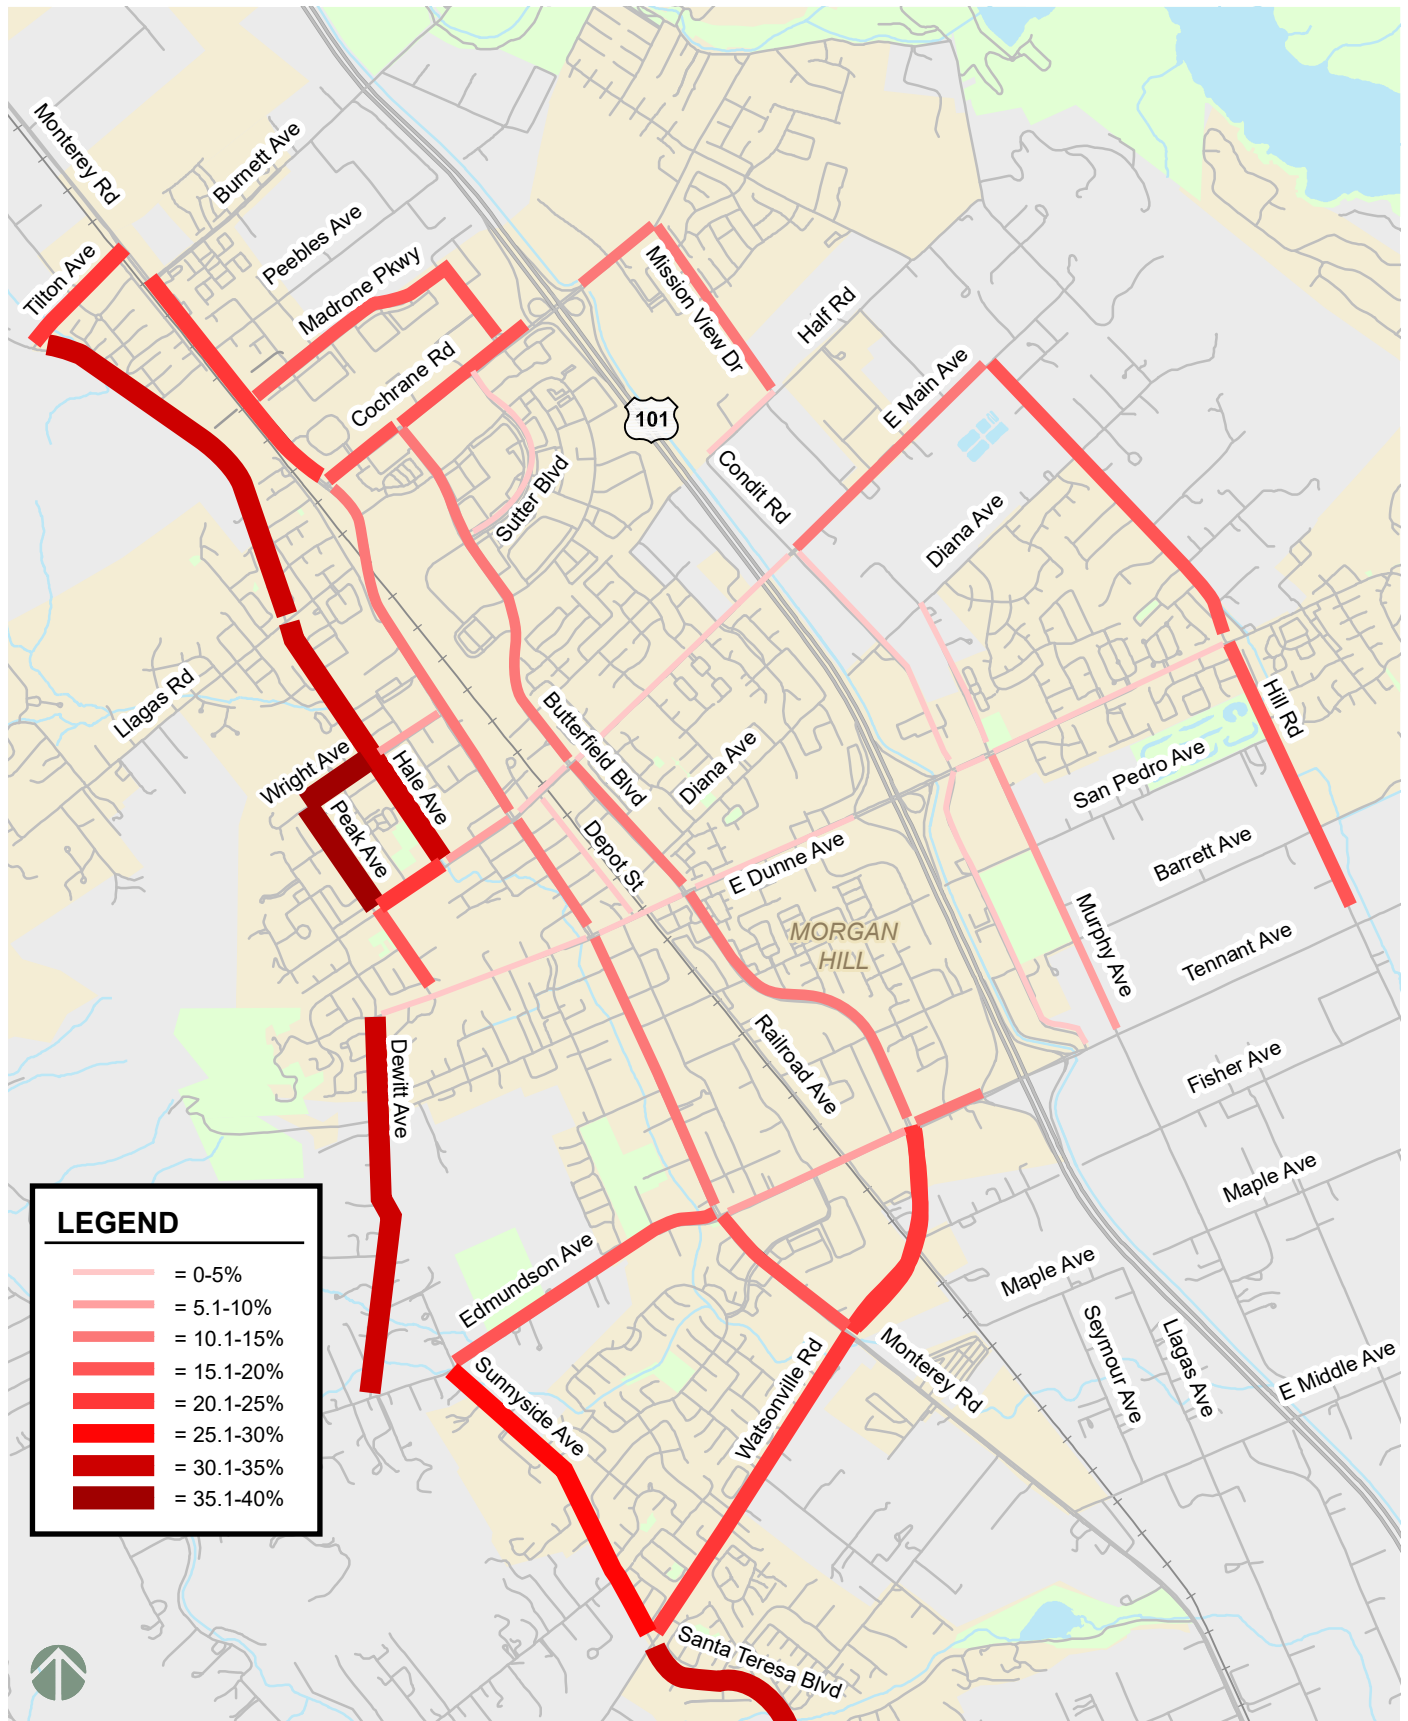 Monterey Rd
Burnett Ave
Peebles Ave
Tilton Ave
Madrone Pkwy
Mission View Dr
Half Rd
Cochrane Rd
E Main Ave
101
Condit Rd
Sutter Blvd
Diana Ave
Llagas Rd
Hill Rd
Butterfield Blvd
Wright Ave
Hale Ave
Diana Ave
San Pedro Ave
Peak Ave
Depot St
E Dunne Ave
Barrett Ave
MORGAN
HILL
Murphy Ave
Tennant Ave
Dewitt Ave
Railroad Ave
Fisher Ave
Maple Ave
Edmundson Ave
Maple Ave
Sunnyside Ave
Watsonville Rd
Monterey Rd
Seymour Ave
Llagas Ave
E Middle Ave
Santa Teresa Blvd
LEGEND
= 0-5%
= 5.1-10%
= 10.1-15%
= 15.1-20%
= 20.1-25%
= 25.1-30%
= 30.1-35%
= 35.1-40%